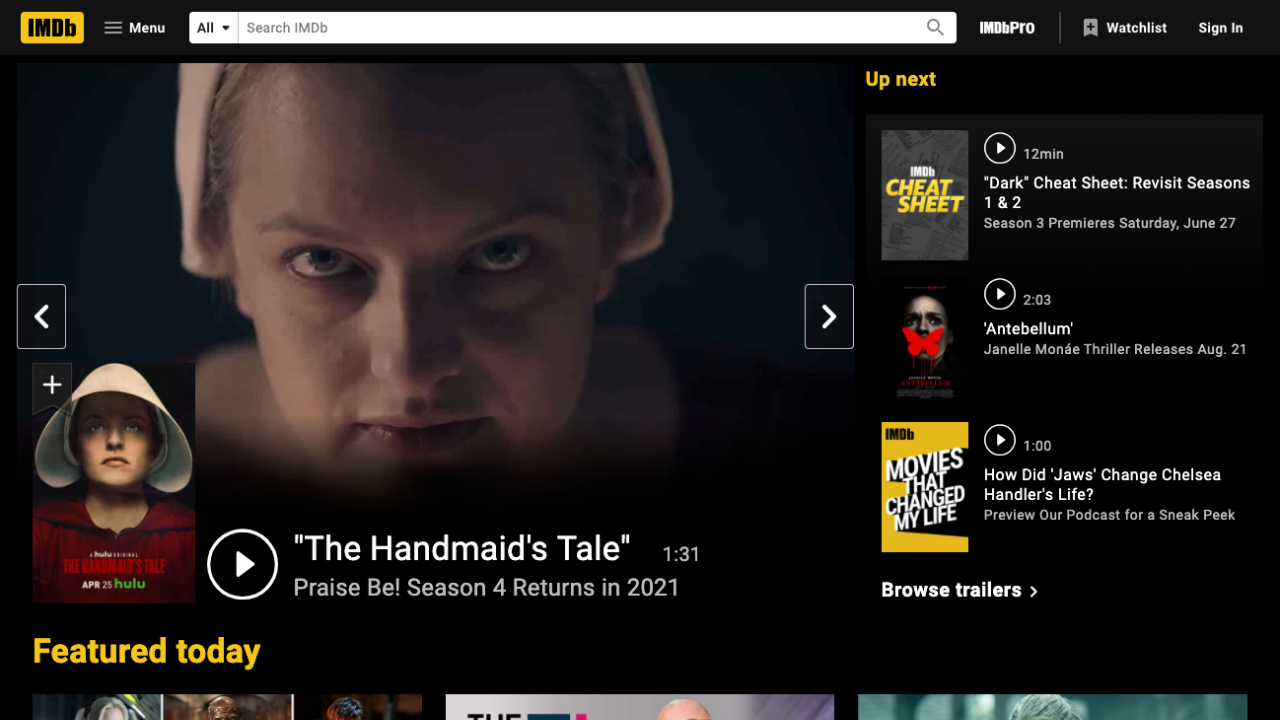 IMDb
Menu
All
Search IMDb
IMDbPro
Watchlist
Sign In
Up next
IMDb
CHEAT
SHEET
12min
"Dark" Cheat Sheet: Revisit Seasons
1 & 2
Season 3 Premieres Saturday, June 27
ANTEBELLUM
2:03
'Antebellum'
Janelle Monáe Thriller Releases Aug. 21
IMDb
MOVIES
THAT
CHANGED
MY LIFE
1:00
How Did 'Jaws' Change Chelsea
Handler's Life?
Preview Our Podcast for a Sneak Peek
Browse trailers
A hulu ORIGINAL
THE HANDMAID'S TALE
APR 25 hulu
"The Handmaid's Tale"
1:31
Praise Be! Season 4 Returns in 2021
Featured today
THE